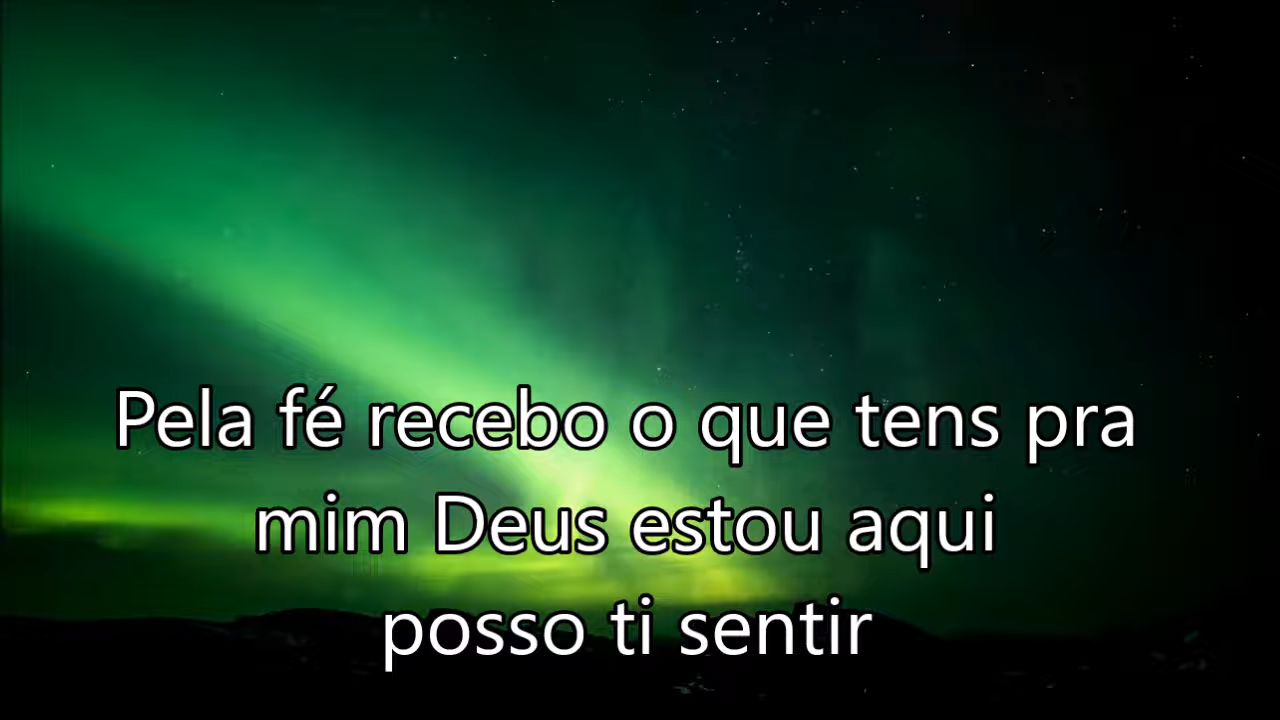 Pela fé recebo o que tens pra
mim Deus estou aqui
posso ti sentir